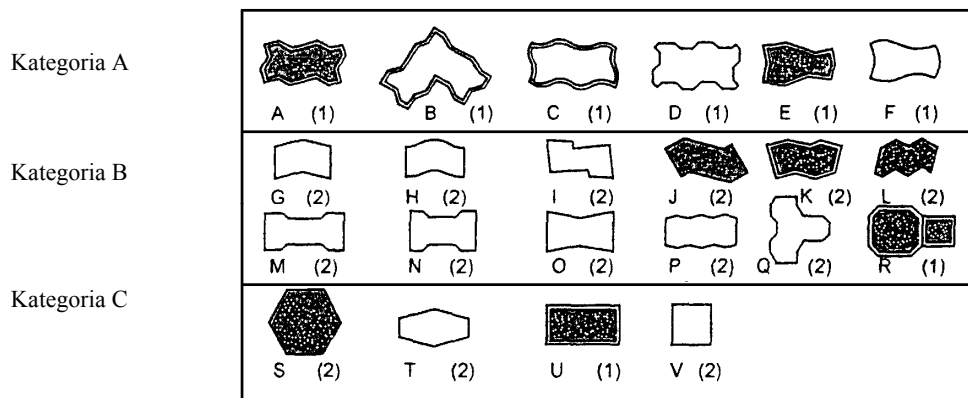 Kategoria A
A (1) B (1) C (1) D (1) E (1) F (1)
Kategoria B
G (2) H (2) I (2) J (2) K (2) L (2)
M (2) N (2) O (2) P (2) Q (2) R (1)
Kategoria C
S (2) T (2) U (1) V (2)